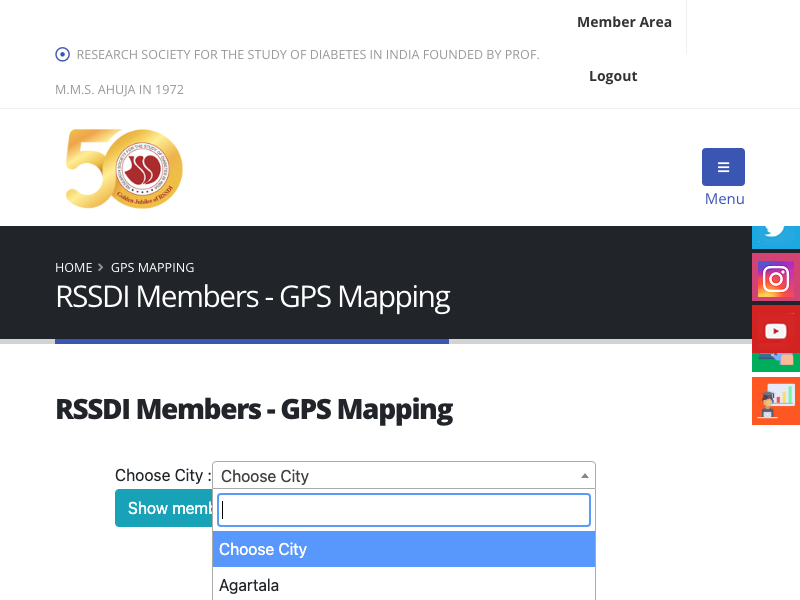 Member Area
RESEARCH SOCIETY FOR THE STUDY OF DIABETES IN INDIA FOUNDED BY PROF.
M.M.S. AHUJA IN 1972
Logout
50
Golden Jubilee of RSSDI
Menu
HOME
GPS MAPPING
RSSDI Members - GPS Mapping
RSSDI Members - GPS Mapping
Choose City :
Choose City
Show memb
Choose City
Agartala